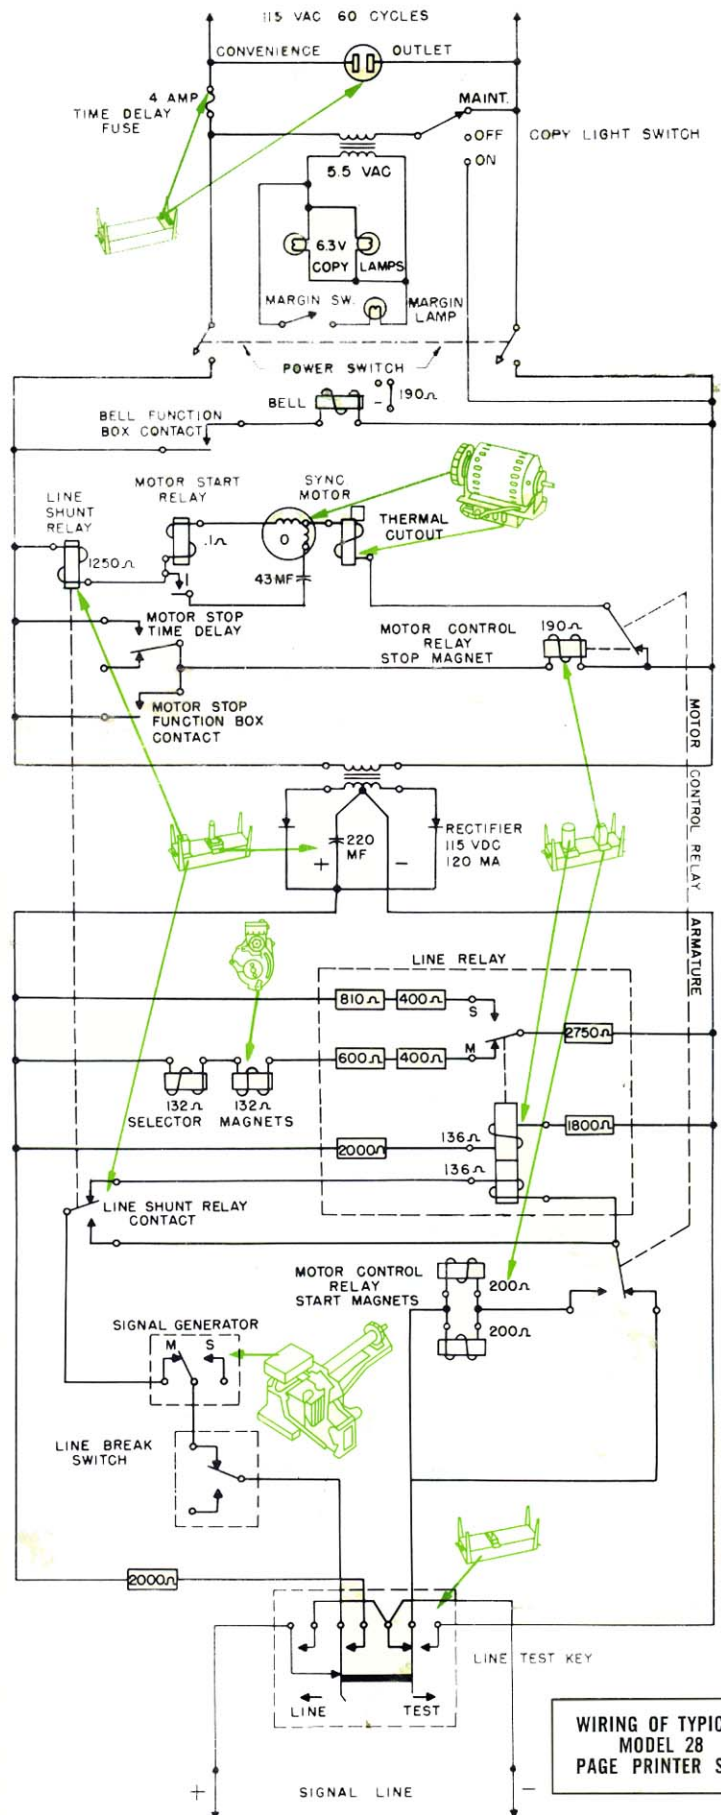 115 VAC 60 CYCLES
CONVENIENCE OUTLET
4 AMP
TIME DELAY
FUSE
MAINT.
OFF
ON
COPY LIGHT SWITCH
5.5 VAC
6.3V
COPY LAMPS
MARGIN SW.
MARGIN
LAMP
POWER SWITCH
BELL
190Ω
BELL FUNCTION
BOX CONTACT
LINE
SHUNT
RELAY
MOTOR START
RELAY
SYNC
MOTOR
THERMAL
CUTOUT
.1Ω
1250Ω
43MF
MOTOR STOP
TIME DELAY
MOTOR CONTROL
RELAY
STOP MAGNET
190Ω
MOTOR STOP
FUNCTION BOX
CONTACT
MOTOR CONTROL RELAY ARMATURE
220
MF
+
-
RECTIFIER
115 VDC
120 MA
LINE RELAY
810Ω
400Ω
S
M
2750Ω
600Ω
400Ω
132Ω
132Ω
SELECTOR MAGNETS
136Ω
1800Ω
2000Ω
136Ω
LINE SHUNT RELAY
CONTACT
MOTOR CONTROL
RELAY
START MAGNETS
200Ω
200Ω
SIGNAL GENERATOR
M
S
LINE BREAK
SWITCH
2000Ω
LINE TEST KEY
LINE
TEST
WIRING OF TYPIC
MODEL 28
PAGE PRINTER S
+
SIGNAL LINE
-